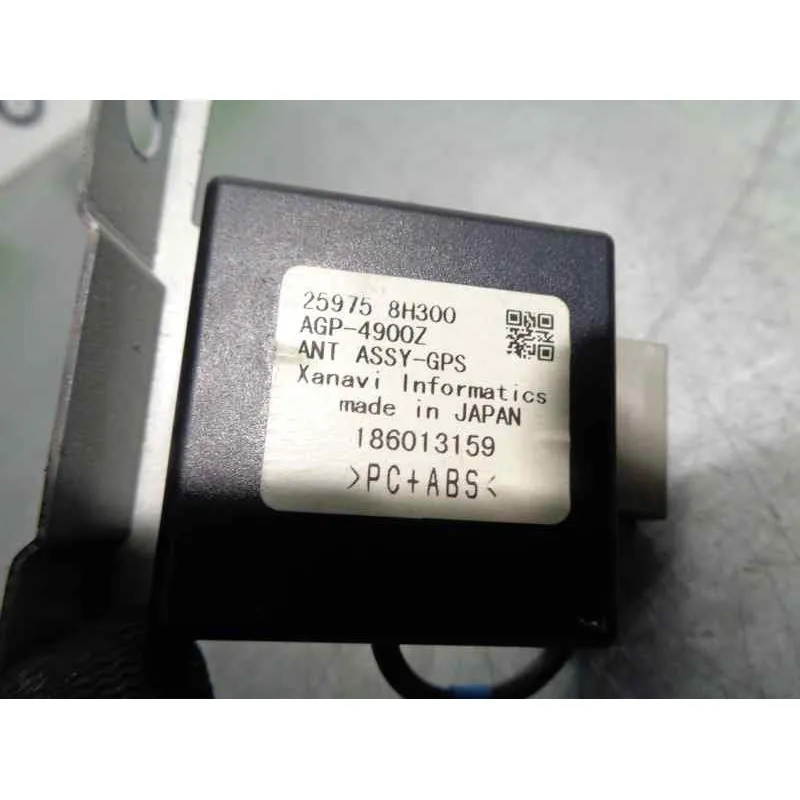 25975 8H300
AGP-4900Z
ANT ASSY-GPS
Xanavi Informatics
made in JAPAN
186013159
>PC+ABS<